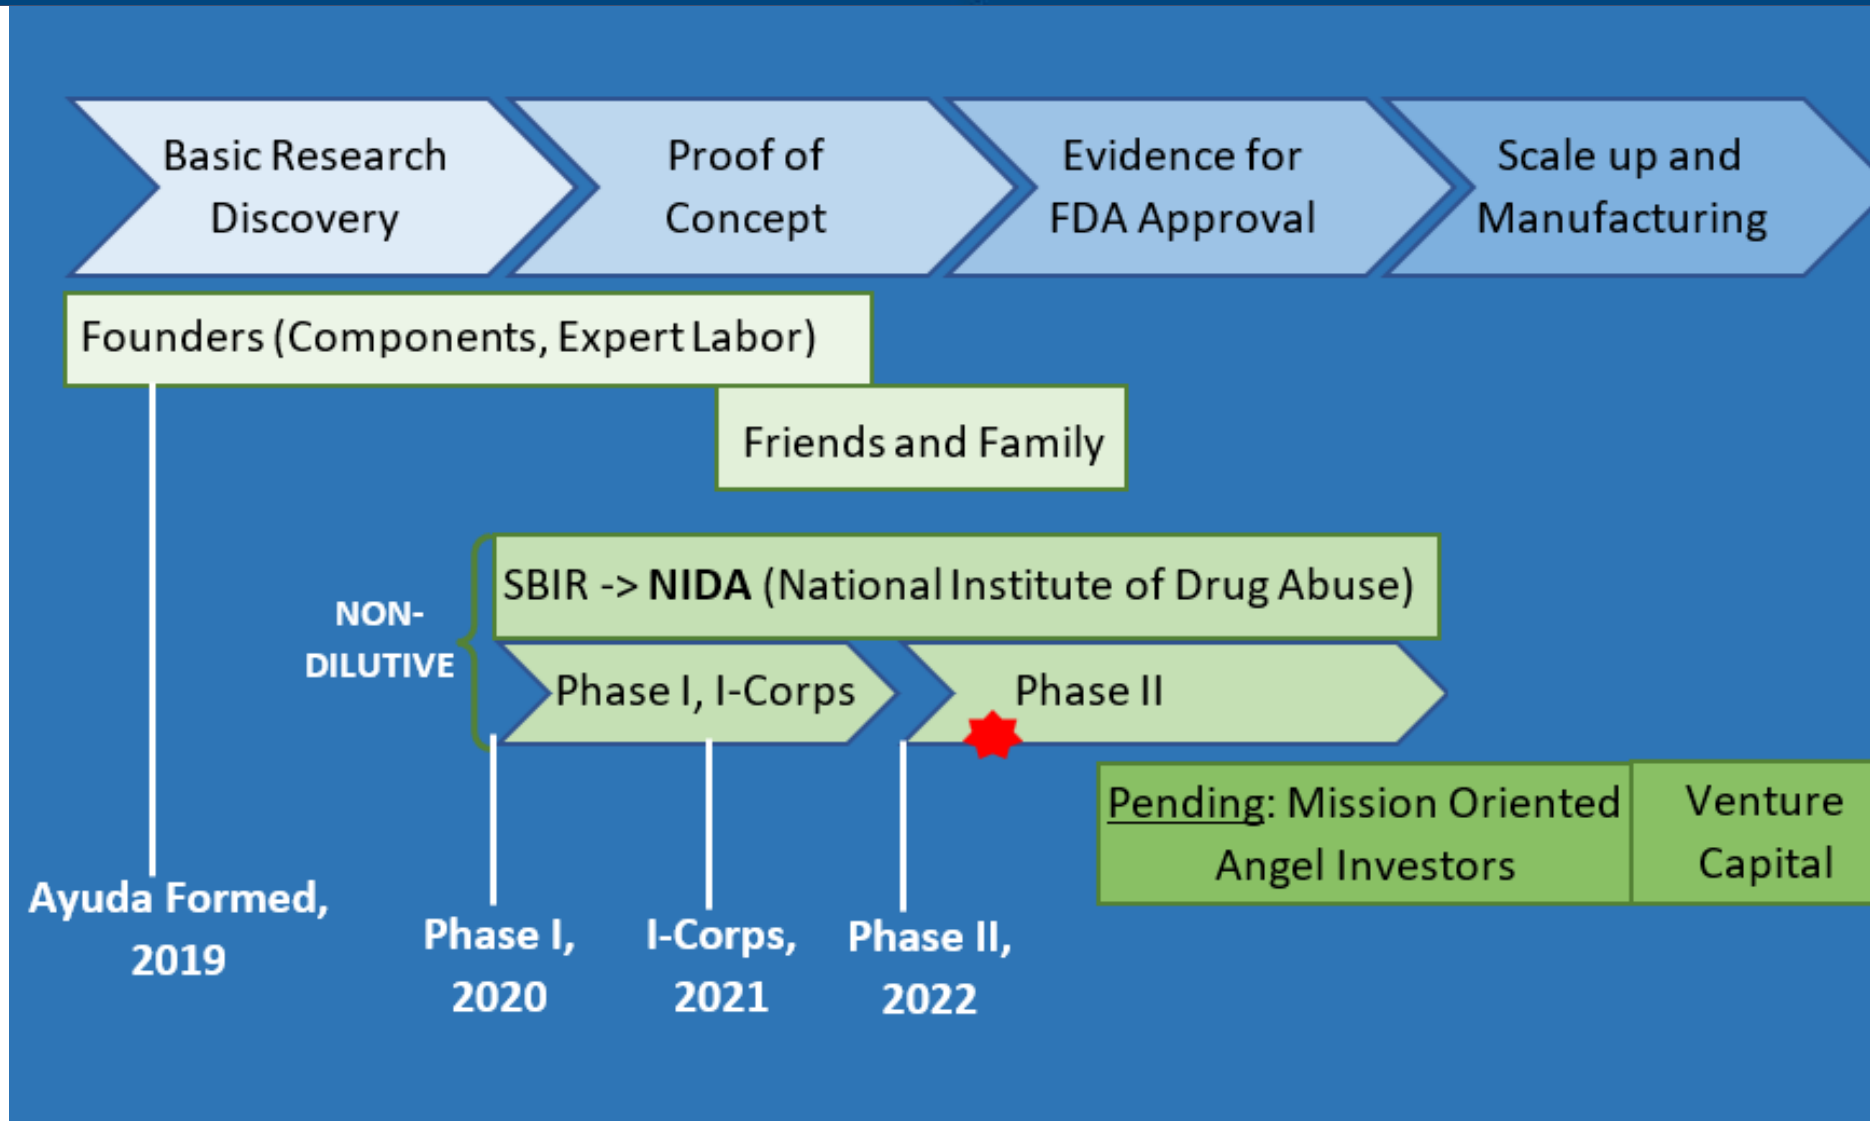 Basic Research
Discovery
Proof of
Concept
Evidence for
FDA Approval
Scale up and
Manufacturing
Founders (Components, Expert Labor)
Friends and Family
NON-
DILUTIVE
SBIR -> NIDA (National Institute of Drug Abuse)
Phase I, I-Corps
Phase II
Pending: Mission Oriented
Angel Investors
Venture
Capital
Ayuda Formed,
2019
Phase I,
2020
I-Corps,
2021
Phase II,
2022